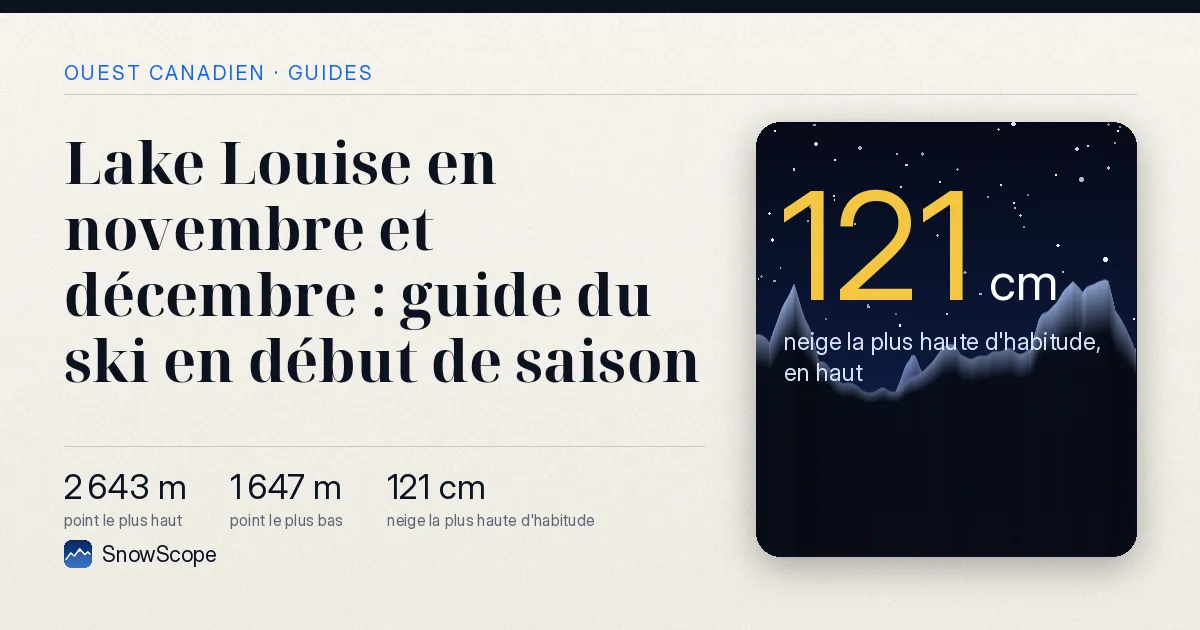 OUEST CANADIEN · GUIDES
Lake Louise en
novembre et
décembre : guide du
ski en début de saison
121 cm
neige la plus haute d'habitude,
en haut
2 643 m
point le plus haut
1 647 m
point le plus bas
121 cm
neige la plus haute d'habitude
SnowScope